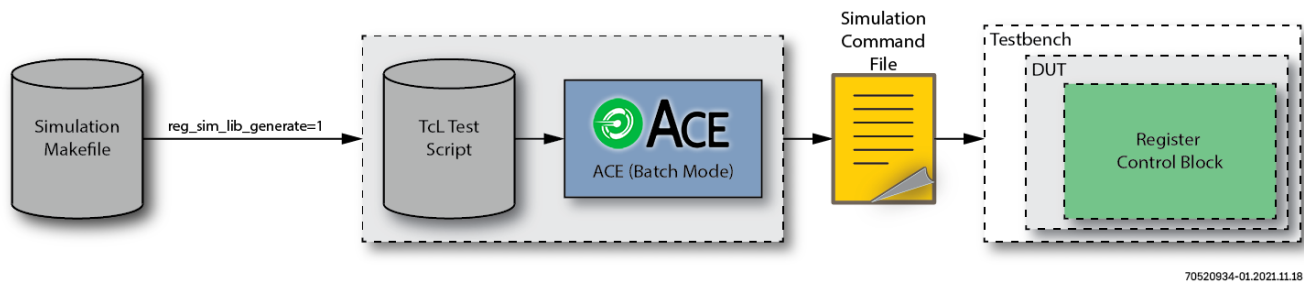 Simulation
Makefile
reg_sim_lib_generate=1
TcL Test
Script
ACE
ACE (Batch Mode)
Simulation
Command
File
Testbench
DUT
Register
Control Block
70520934-01.2021.11.18